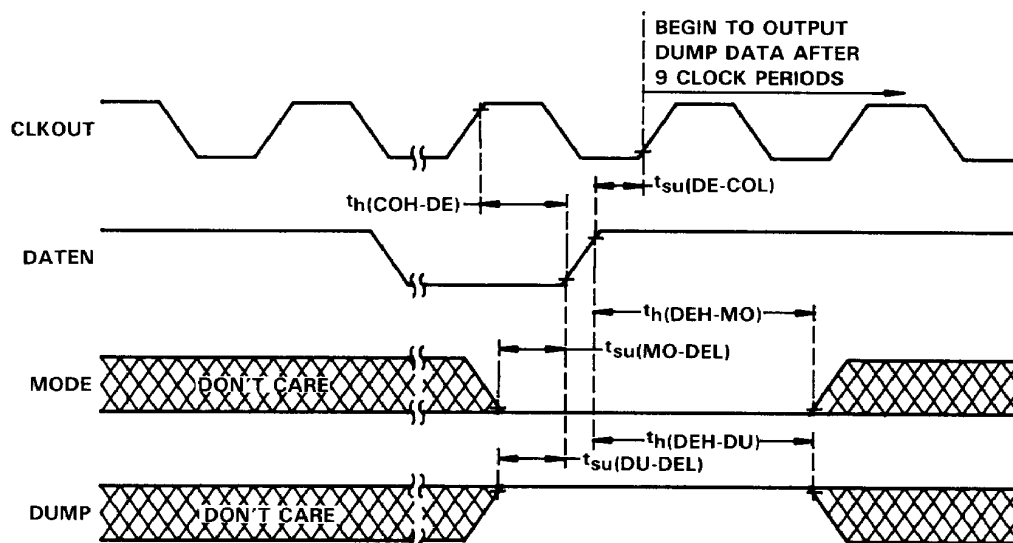 BEGIN TO OUTPUT
DUMP DATA AFTER
9 CLOCK PERIODS
CLKOUT
tsu(DE-COL)
th(COH-DE)
DATEN
th(DEH-MO)
tsu(MO-DEL)
MODE
DON'T CARE
th(DEH-DU)
tsu(DU-DEL)
DUMP
DON'T CARE